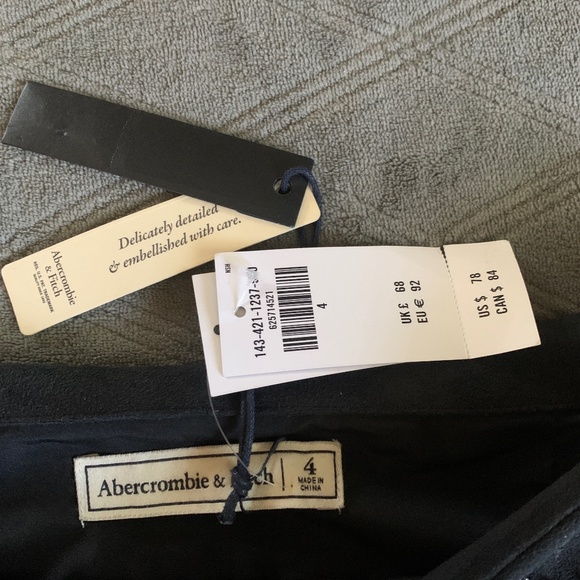 Delicately detailed
& embellished with care.
Abercrombie
& Fitch
143-421-1237-
625714521
4
UK £ 68
EU € 92
US $ 78
CAN $ 84
Abercrombie &
4
MADE IN
CHINA